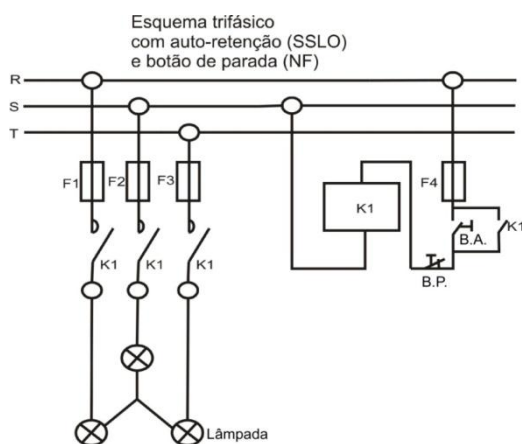 Esquema trifásico
com auto-retenção (SSLO)
e botão de parada (NF)
R
S
T
F1 F2 F3 F4
K1
K1
B.A.
K1 K1 K1
B.P.
Lâmpada